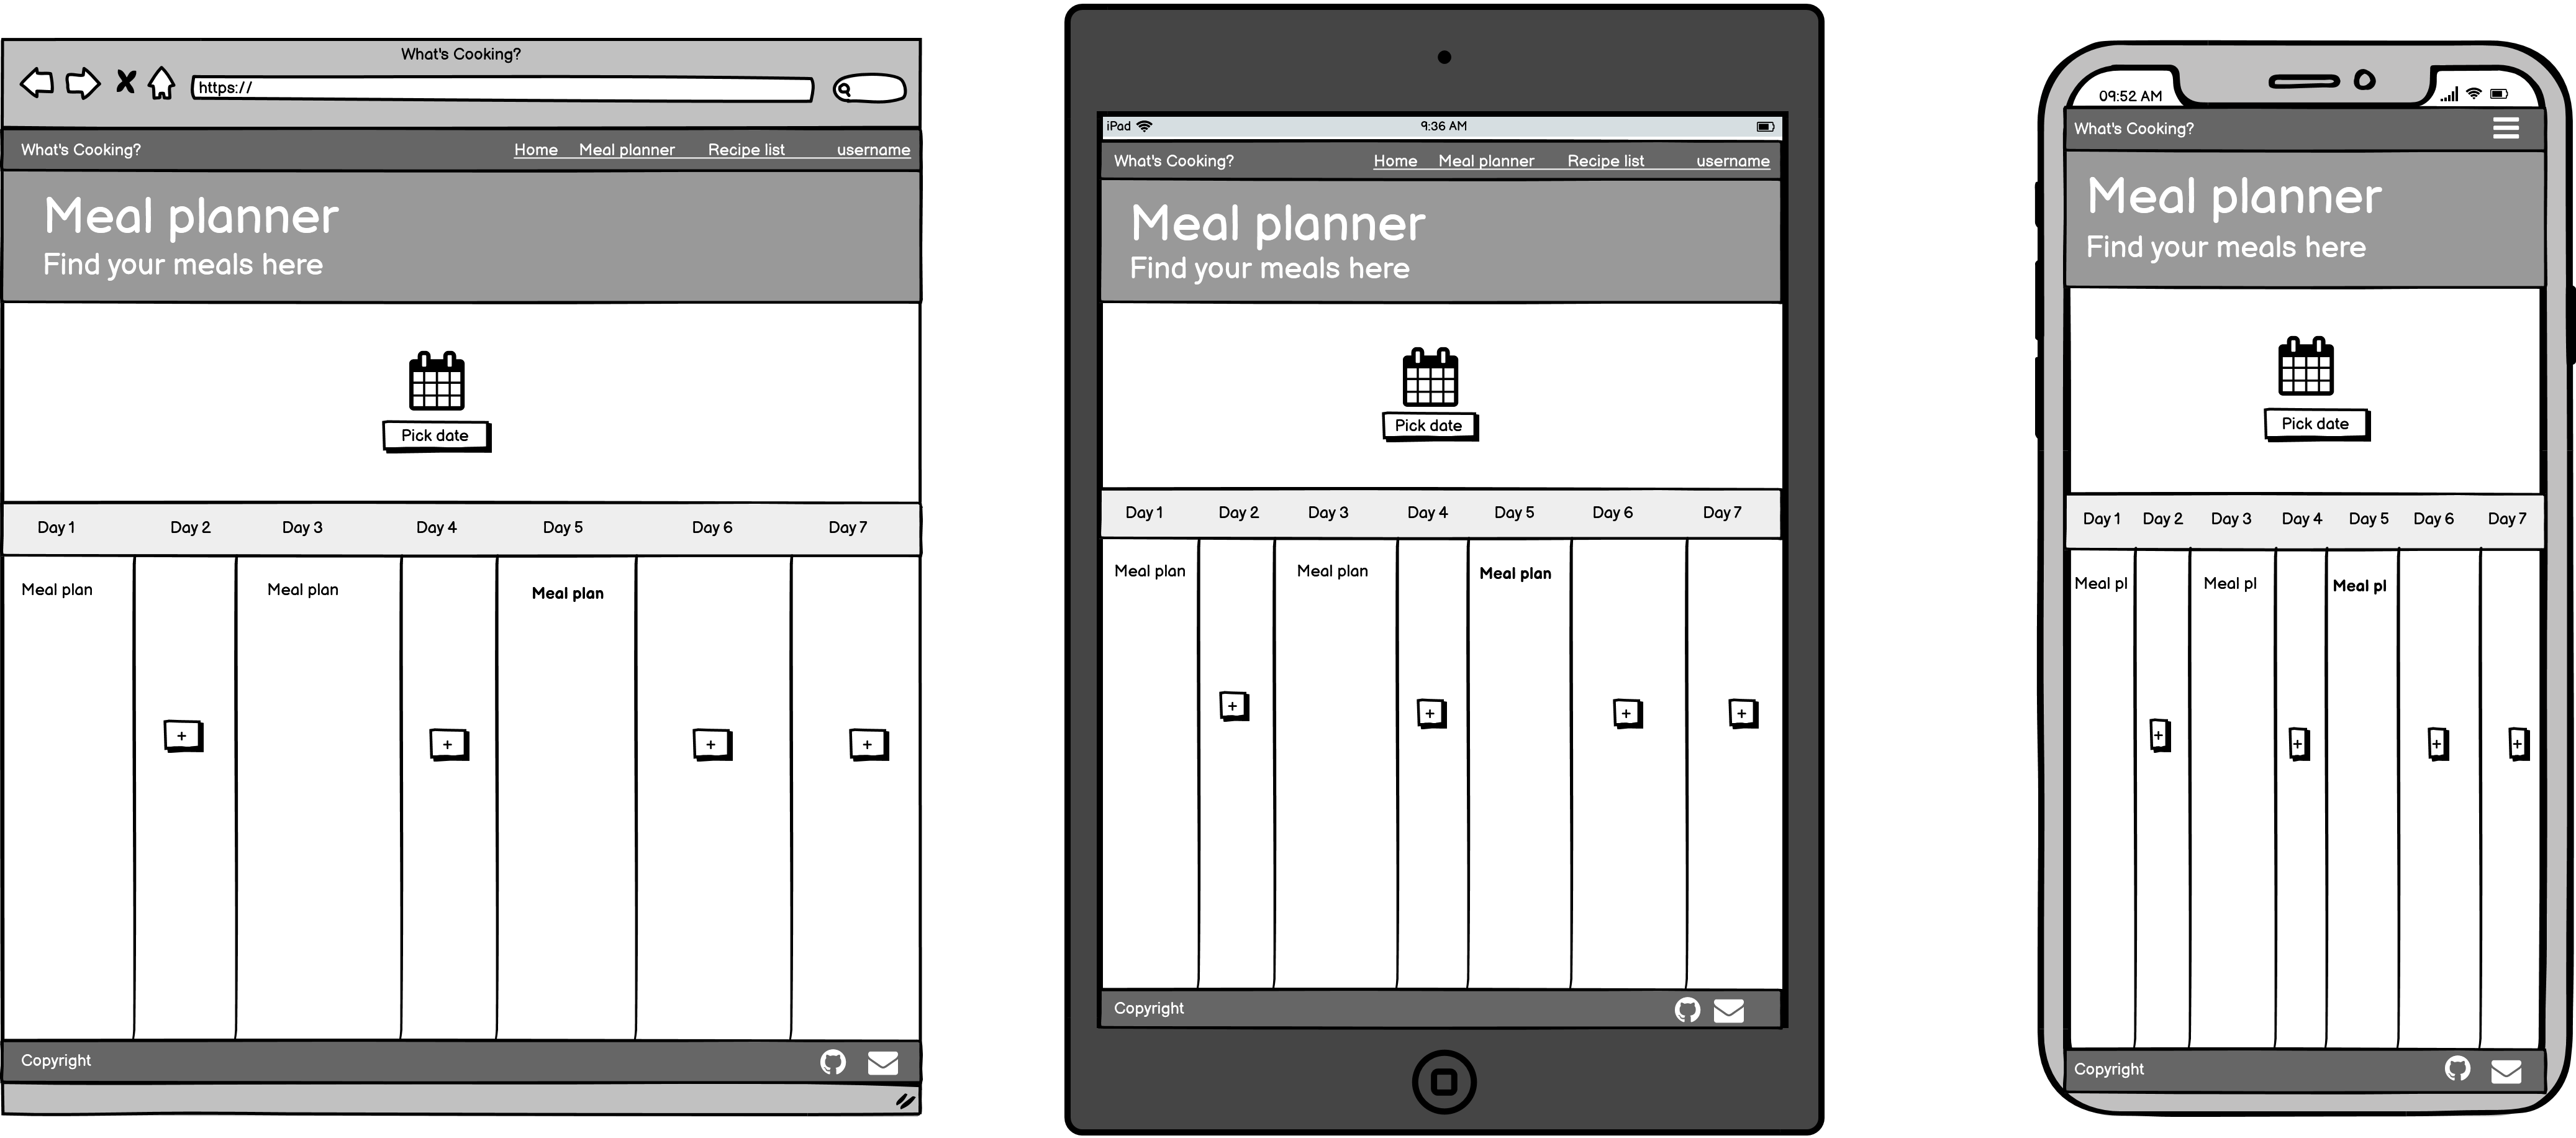 What's Cooking?
https://
What's Cooking? Home Meal planner Recipe list username
Meal planner
Find your meals here
Pick date
Day 1 Day 2 Day 3 Day 4 Day 5 Day 6 Day 7
Meal plan Meal plan Meal plan
+ + + +
Copyright
iPad 9:36 AM
What's Cooking? Home Meal planner Recipe list username
Meal planner
Find your meals here
Pick date
Day 1 Day 2 Day 3 Day 4 Day 5 Day 6 Day 7
Meal plan Meal plan Meal plan
+ + + +
Copyright
09:52 AM
What's Cooking?
Meal planner
Find your meals here
Pick date
Day 1 Day 2 Day 3 Day 4 Day 5 Day 6 Day 7
Meal pl Meal pl Meal pl
+ + + +
Copyright